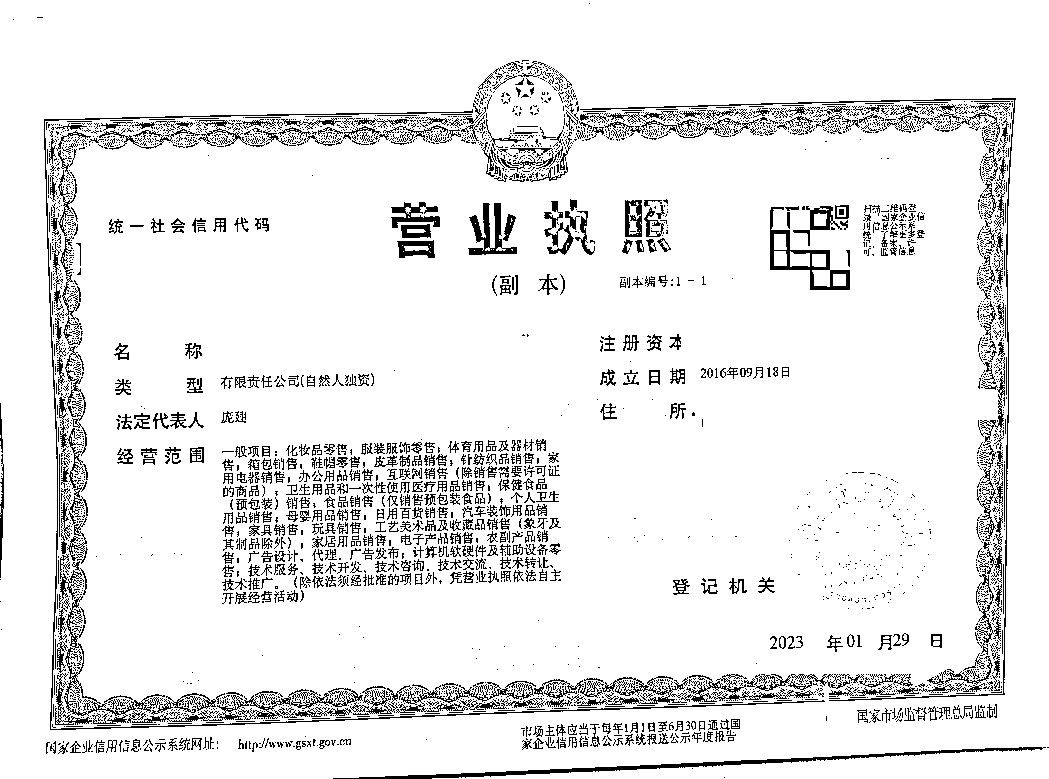 统一社会信用代码
营业执照
(副 本)
副本编号:1-1
扫描二维码登
录“国家企业信
用信息公示系
统”了解更多登
记、备案、许
可、监管信息
名 称
类 型 有限责任公司(自然人独资)
法定代表人
经营范围
一般项目:化妆品零售;服装服饰零售;体育用品及器材销
售;箱包销售;鞋帽零售;皮革制品销售;针纺织品销售;家
用电器销售;办公用品销售;互联网销售(除销售需要许可证
的商品);卫生用品和一次性使用医疗用品销售;保健食品
(预包装)销售;食品销售(仅销售预包装食品);个人卫生
用品销售;母婴用品销售;日用百货销售;汽车装饰用品销
售;家具销售;玩具销售;工艺美术品及收藏品销售(象牙及
其制品除外);家居用品销售;电子产品销售;农副产品销
售;广告设计、代理;广告发布;计算机软硬件及辅助设备零
售;技术服务、技术开发、技术咨询、技术交流、技术转让、
技术推广。(除依法须经批准的项目外,凭营业执照依法自主
开展经营活动)
注册资本
成立日期 2016年09月18日
住 所
登记机关
2023 年01 月29 日
国家企业信用信息公示系统网址: http://www.gsxt.gov.cn
市场主体应当于每年1月1日至6月30日通过国
家企业信用信息公示系统报送公示年度报告
国家市场监督管理总局监制